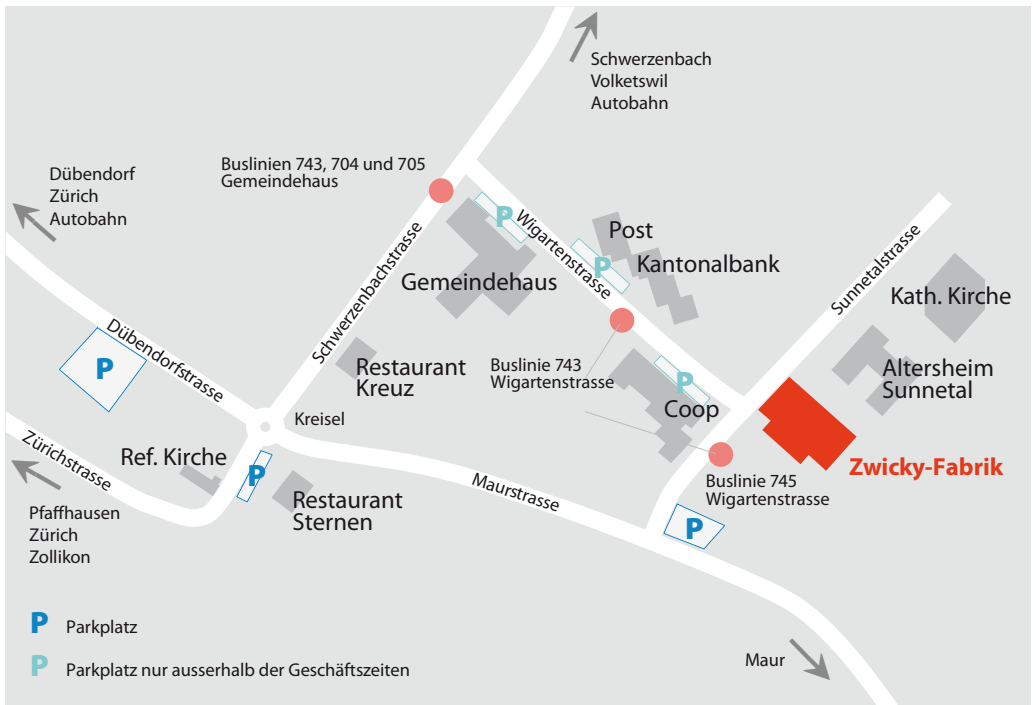 Schwerzenbach
Volketswil
Autobahn
Buslinien 743, 704 und 705
Gemeindehaus
Dübendorf
Zürich
Autobahn
P
Wigartenstrasse
Post
Kantonalbank
P
Gemeindehaus
Schwerzenbachstrasse
Sunnetalstrasse
Kath. Kirche
Dübendorfstrasse
P
Restaurant
Kreuz
Buslinie 743
Wigartenstrasse
P
Coop
Altersheim
Sunnetal
Kreisel
Zürichstrasse
Ref. Kirche
P
Restaurant
Sternen
Maurstrasse
Zwicky-Fabrik
Buslinie 745
Wigartenstrasse
P
Pfaffhausen
Zürich
Zollikon
P Parkplatz
P Parkplatz nur ausserhalb der Geschäftszeiten
Maur